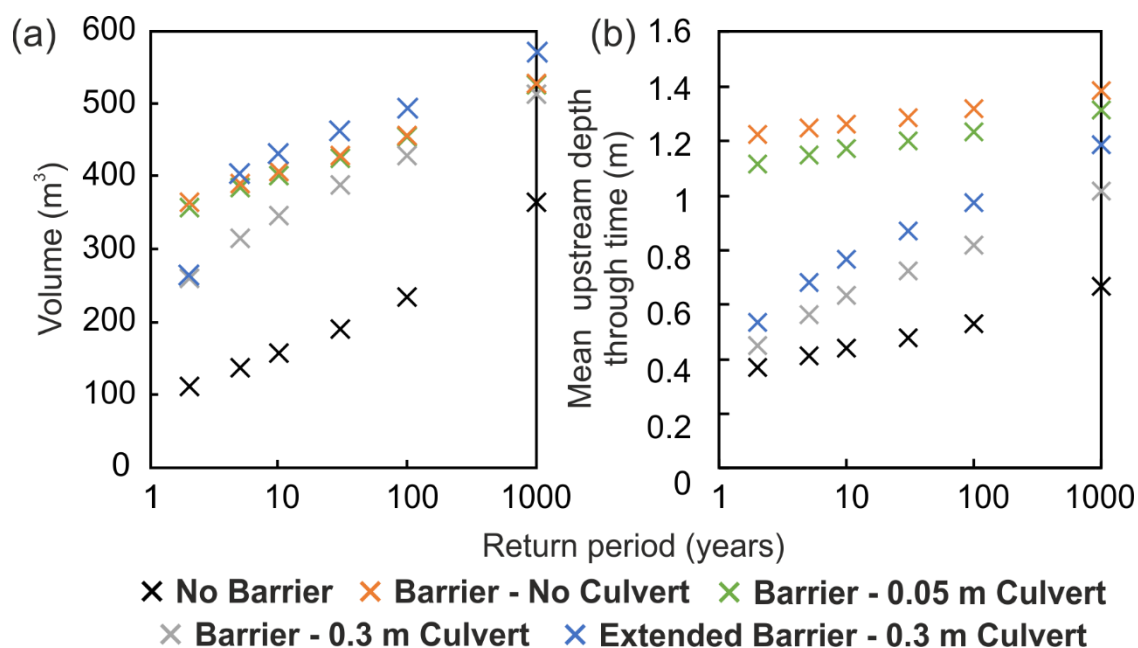 (a)
600
500
400
300
200
100
0
Volume (m³)
1 10 100 1000
(b)
1.6
1.4
1.2
1
0.8
0.6
0.4
0.2
0
Mean upstream depth
through time (m)
1 10 100 1000
Return period (years)
No Barrier Barrier - No Culvert Barrier - 0.05 m Culvert
Barrier - 0.3 m Culvert Extended Barrier - 0.3 m Culvert